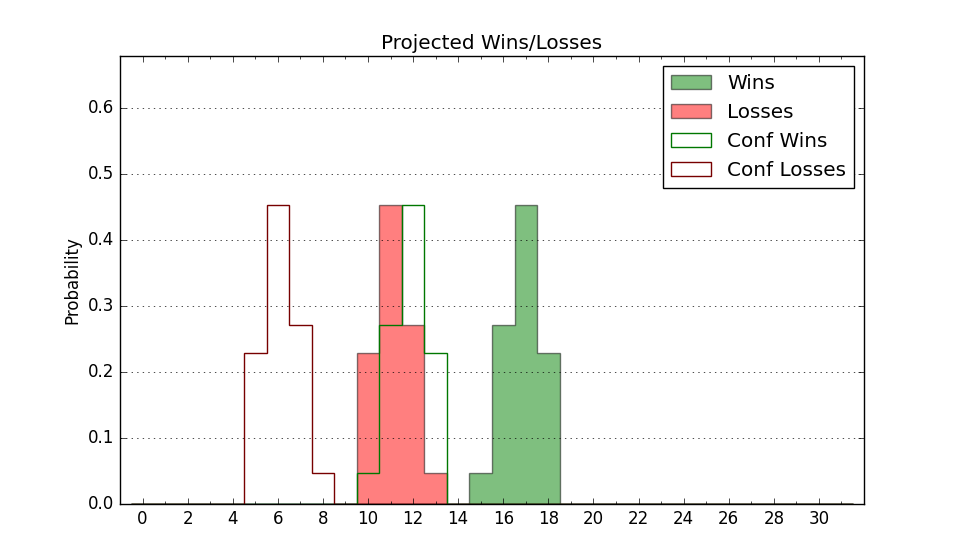 Projected Wins/Losses
Wins
Losses
Conf Wins
Conf Losses
Probability
0.6
0.5
0.4
0.3
0.2
0.1
0.0
0 2 4 6 8 10 12 14 16 18 20 22 24 26 28 30